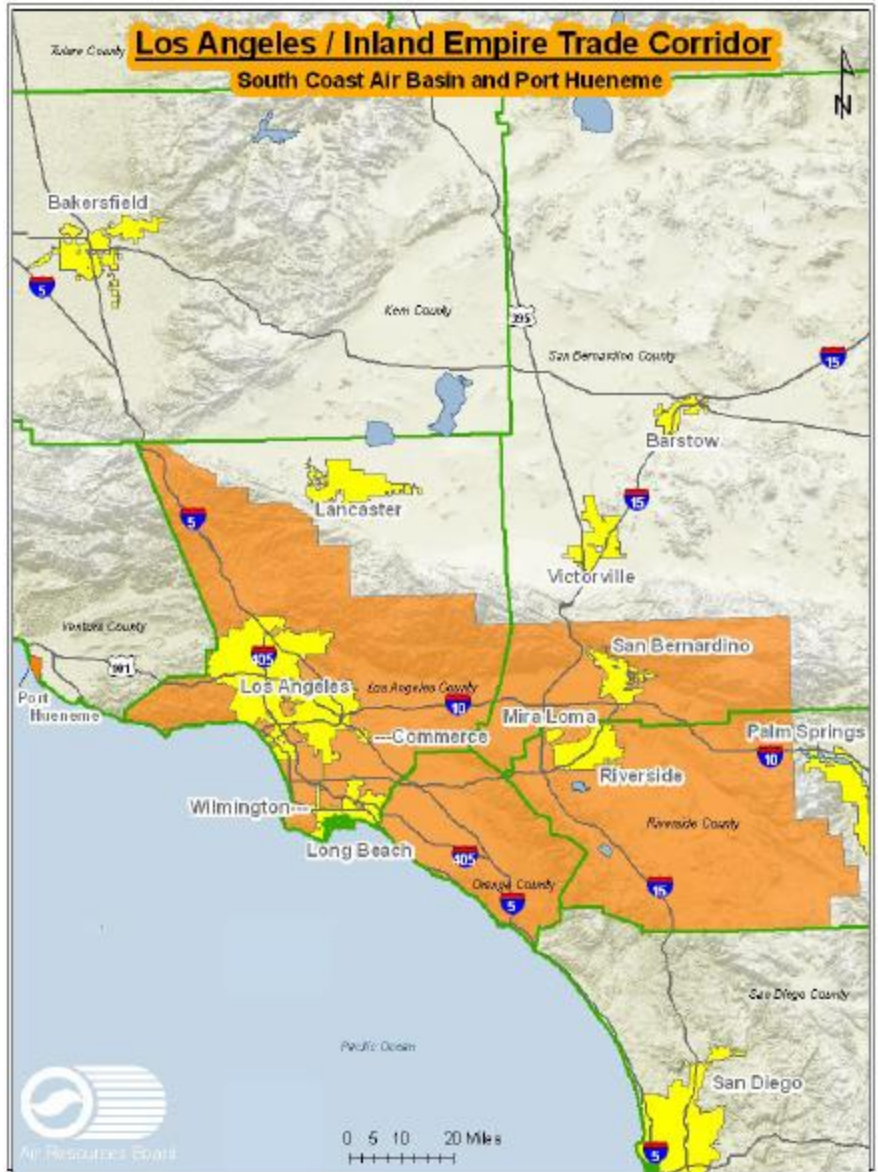 Los Angeles / Inland Empire Trade Corridor
South Coast Air Basin and Port Hueneme
Tulare County
N
Bakersfield
5
Kern County
395
San Bernardino County
15
Barstow
Lancaster
15
5
Victorville
Ventura County
101
405
San Bernardino
Port
Hueneme
Los Angeles
Los Angeles County
10
Mira Loma
---Commerce
Palm Springs
10
Riverside
Wilmington---
Riverside County
Long Beach
405
Orange County
15
5
San Diego County
Pacific Ocean
San Diego
0 5 10 20 Miles
Air Resources Board
5